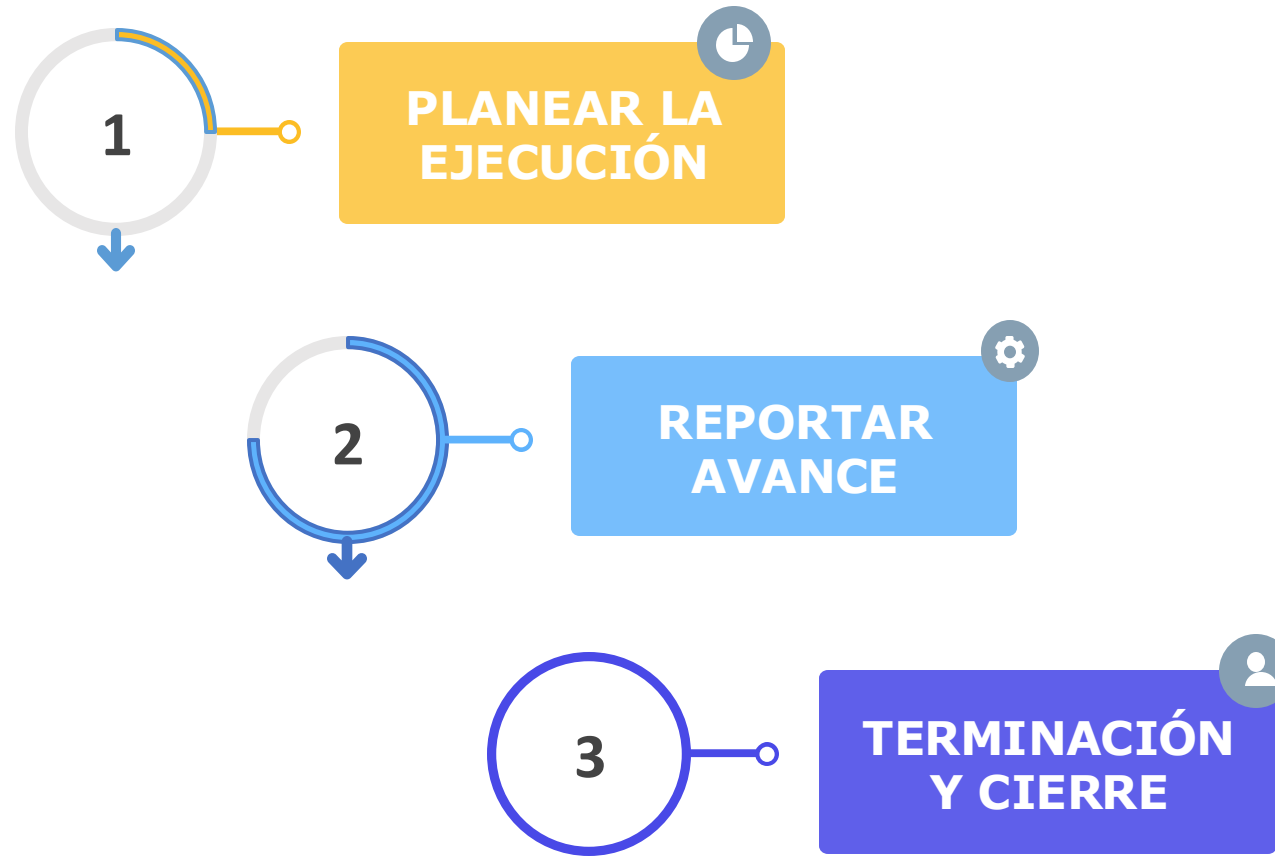 1
PLANEAR LA
EJECUCIÓN
2
REPORTAR
AVANCE
3
TERMINACIÓN
Y CIERRE